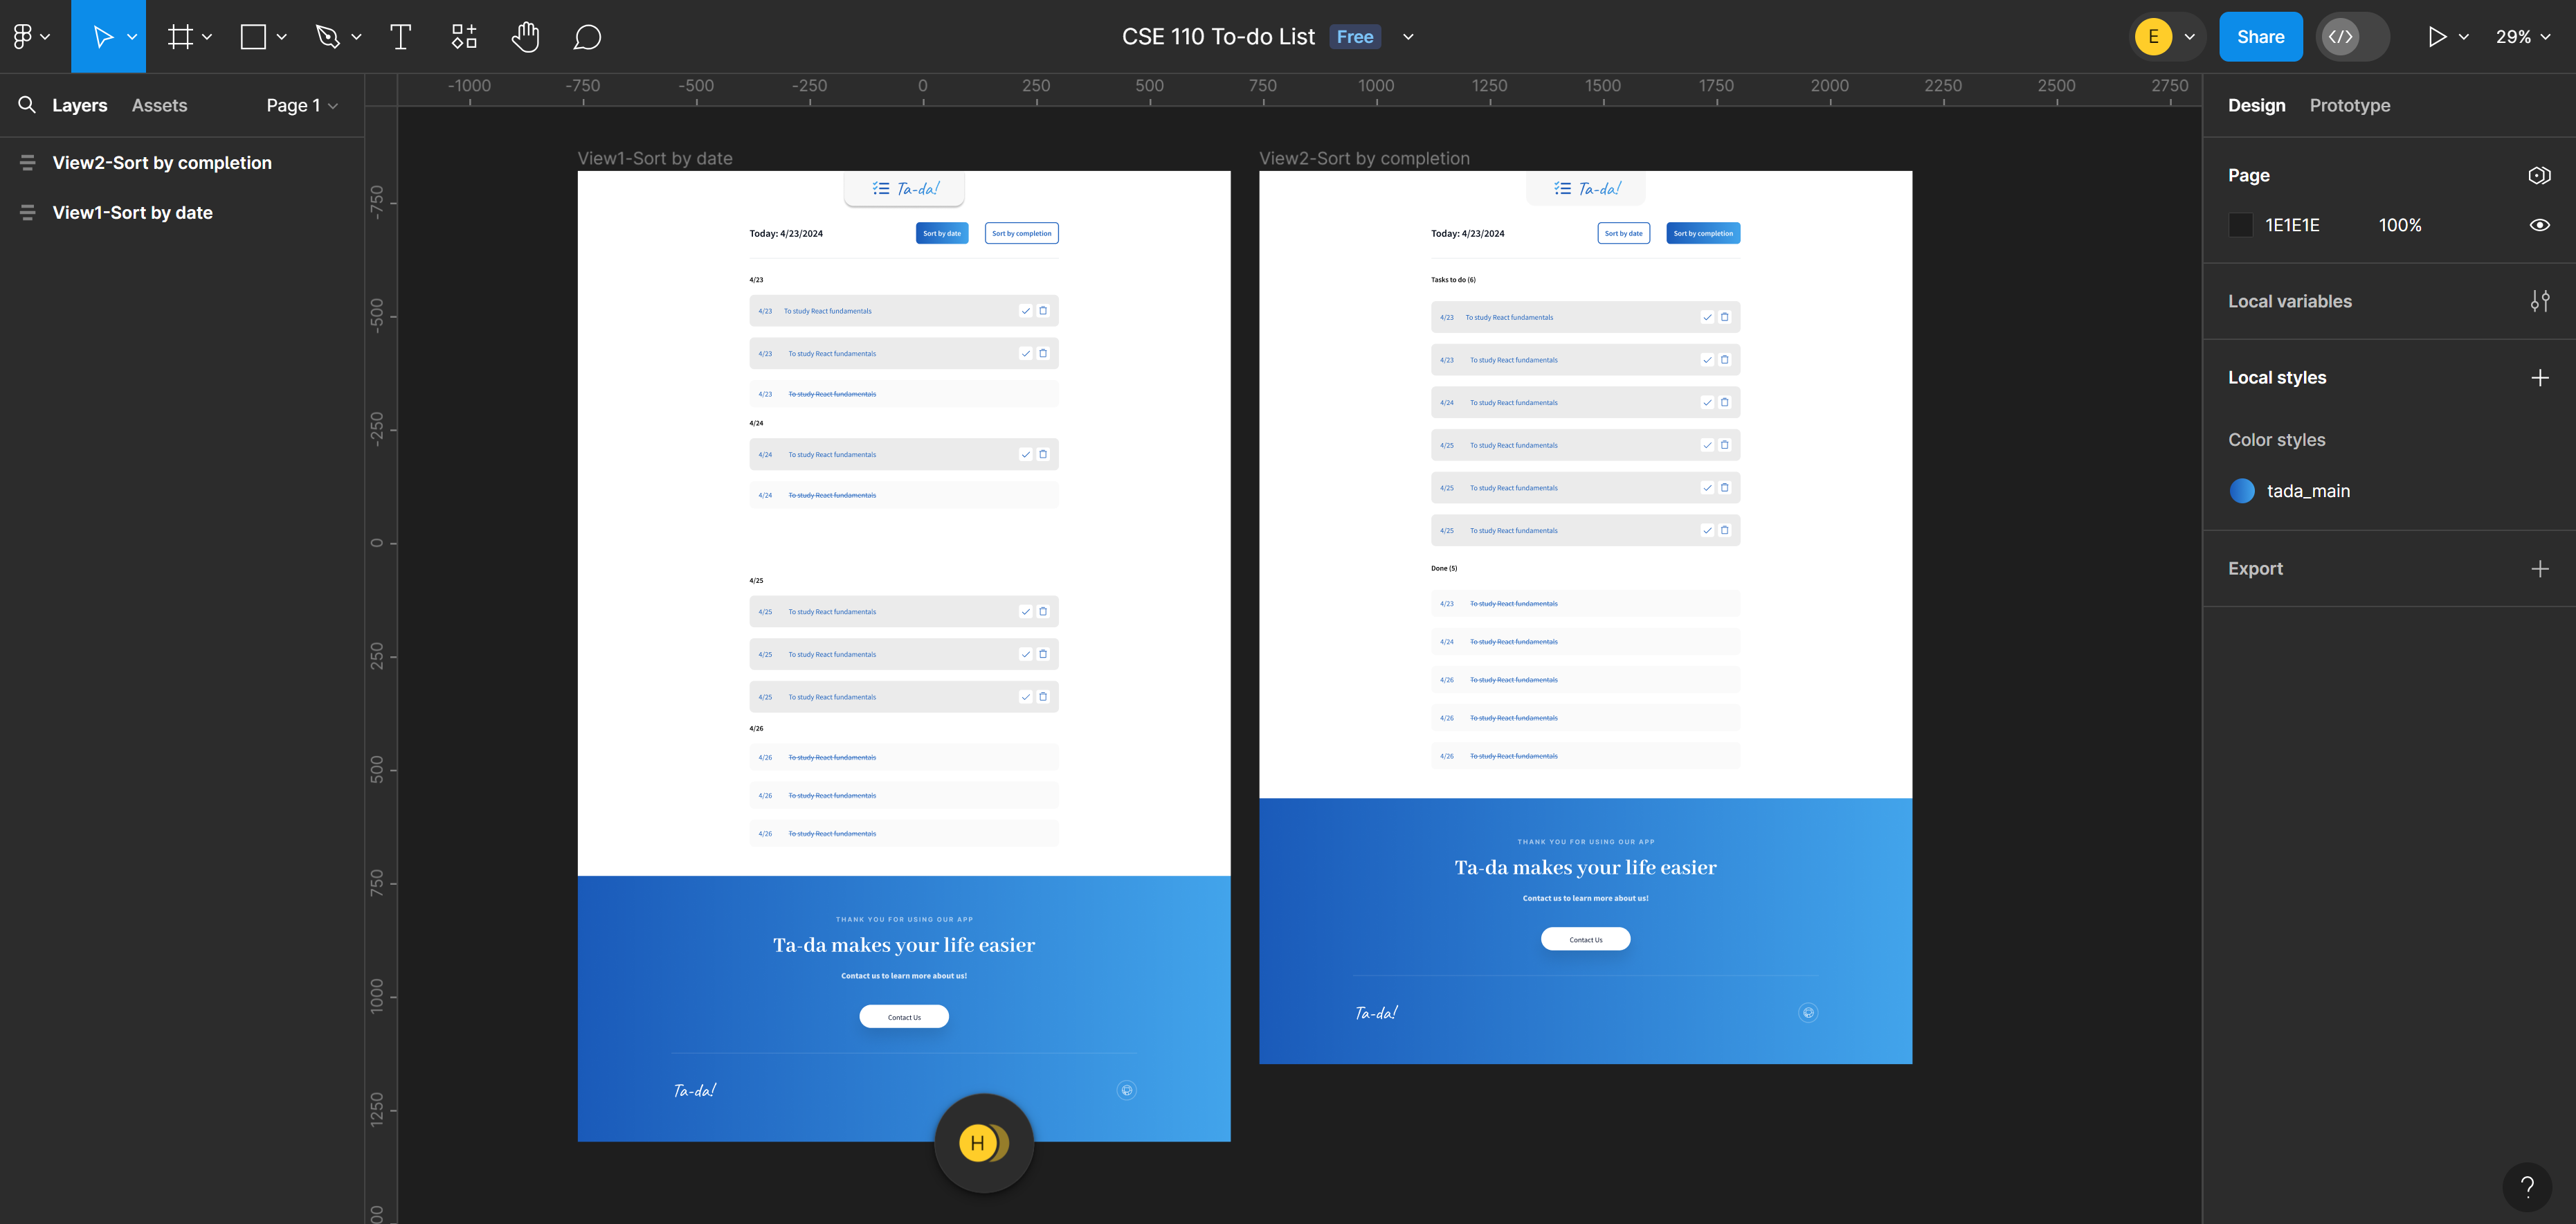 CSE 110 To-do List Free
E
Share
29%
Layers Assets Page 1
View2-Sort by completion
View1-Sort by date
-1000 -750 -500 -250 0 250 500 750 1000 1250 1500 1750 2000 2250 2500 2750
-750
-500
-250
0
250
500
750
1000
1250
00
View1-Sort by date
Ta-da!
Today: 4/23/2024 Sort by date Sort by completion
4/23
4/23 To study React fundamentals
4/23 To study React fundamentals
4/23 To study React fundamentals
4/24
4/24 To study React fundamentals
4/24 To study React fundamentals
4/25
4/25 To study React fundamentals
4/25 To study React fundamentals
4/25 To study React fundamentals
4/26
4/26 To study React fundamentals
4/26 To study React fundamentals
4/26 To study React fundamentals
THANK YOU FOR USING OUR APP
Ta-da makes your life easier
Contact us to learn more about us!
Contact Us
Ta-da!
H
View2-Sort by completion
Ta-da!
Today: 4/23/2024 Sort by date Sort by completion
Tasks to do (6)
4/23 To study React fundamentals
4/23 To study React fundamentals
4/24 To study React fundamentals
4/25 To study React fundamentals
4/25 To study React fundamentals
4/25 To study React fundamentals
Done (5)
4/23 To study React fundamentals
4/24 To study React fundamentals
4/26 To study React fundamentals
4/26 To study React fundamentals
4/26 To study React fundamentals
THANK YOU FOR USING OUR APP
Ta-da makes your life easier
Contact us to learn more about us!
Contact Us
Ta-da!
Design Prototype
Page
1E1E1E 100%
Local variables
Local styles
Color styles
tada_main
Export
?